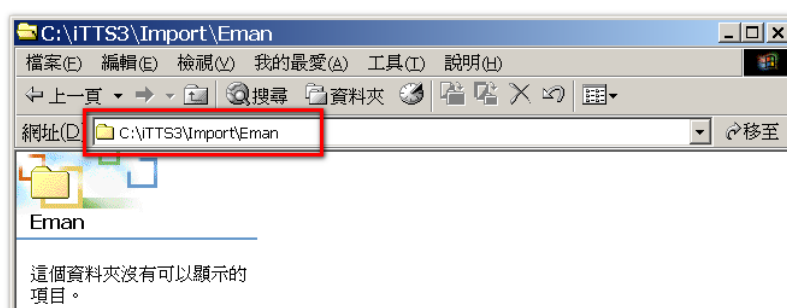 C:\iTTS3\Import\Eman
檔案(F) 編輯(E) 檢視(V) 我的最愛(A) 工具(T) 說明(H)
上一頁 搜尋 資料夾
網址(D) C:\iTTS3\Import\Eman 移至
Eman
這個資料夾沒有可以顯示的
項目。